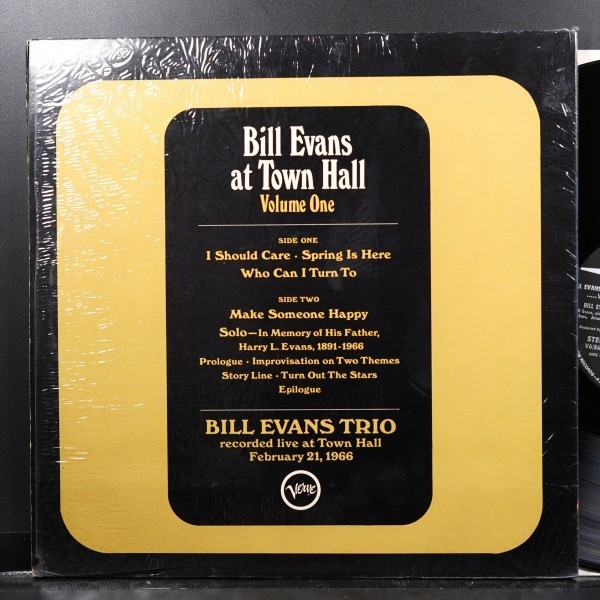 Bill Evans
at Town Hall
Volume One
SIDE ONE
I Should Care · Spring Is Here
Who Can I Turn To
SIDE TWO
Make Someone Happy
Solo—In Memory of His Father,
Harry L. Evans, 1891-1966
Prologue · Improvisation on Two Themes
Story Line · Turn Out The Stars
Epilogue
BILL EVANS TRIO
recorded live at Town Hall
February 21, 1966
Verve